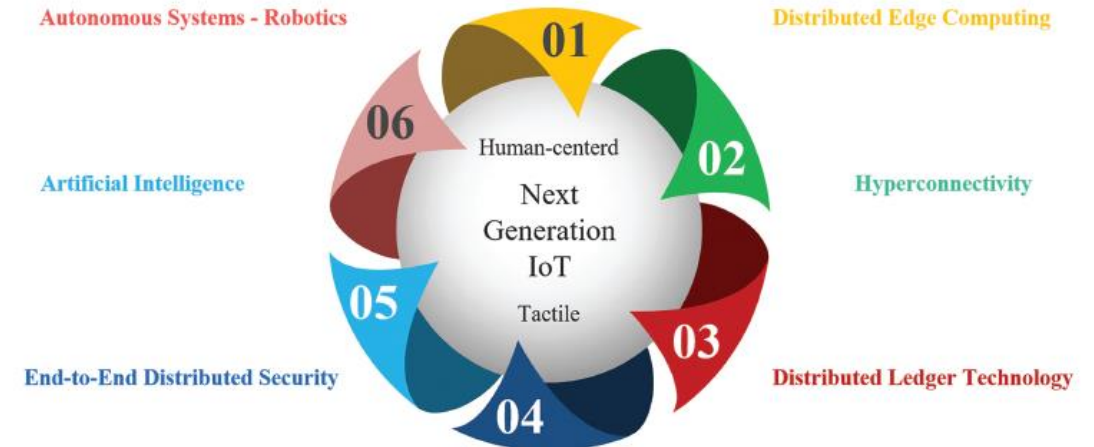 Autonomous Systems - Robotics
Distributed Edge Computing
01
06
02
Human-centerd
Next
Generation
IoT
Tactile
Artificial Intelligence
Hyperconnectivity
05
03
04
End-to-End Distributed Security
Distributed Ledger Technology